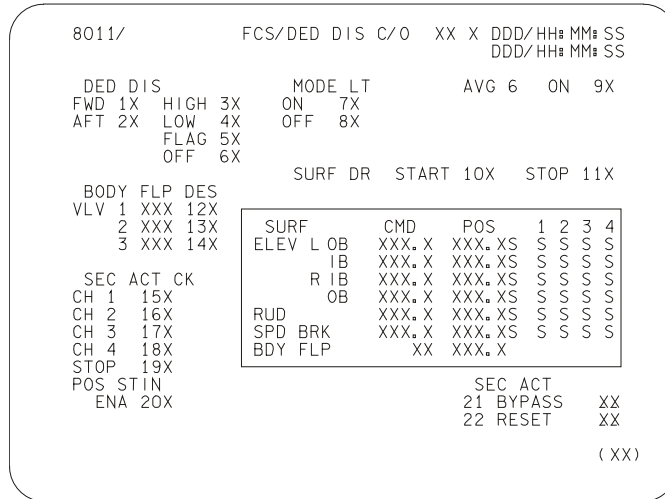 8011/ FCS/DED DIS C/O XX X DDD/HH:MM:SS
DDD/HH:MM:SS
DED DIS MODE LT AVG 6 ON 9X
FWD 1X HIGH 3X ON 7X
AFT 2X LOW 4X OFF 8X
FLAG 5X
OFF 6X
SURF DR START 10X STOP 11X
BODY FLP DES
VLV 1 XXX 12X
2 XXX 13X
3 XXX 14X
SURF CMD POS 1 2 3 4
ELEV L OB XXX.X XXX.XS S S S S
IB XXX.X XXX.XS S S S S
R IB XXX.X XXX.XS S S S S
OB XXX.X XXX.XS S S S S
RUD XXX.X XXX.XS S S S S
SPD BRK XXX.X XXX.XS S S S S
BDY FLP XX XXX.X
SEC ACT CK
CH 1 15X
CH 2 16X
CH 3 17X
CH 4 18X
STOP 19X
POS STIN
ENA 20X
SEC ACT
21 BYPASS XX
22 RESET XX
(XX)